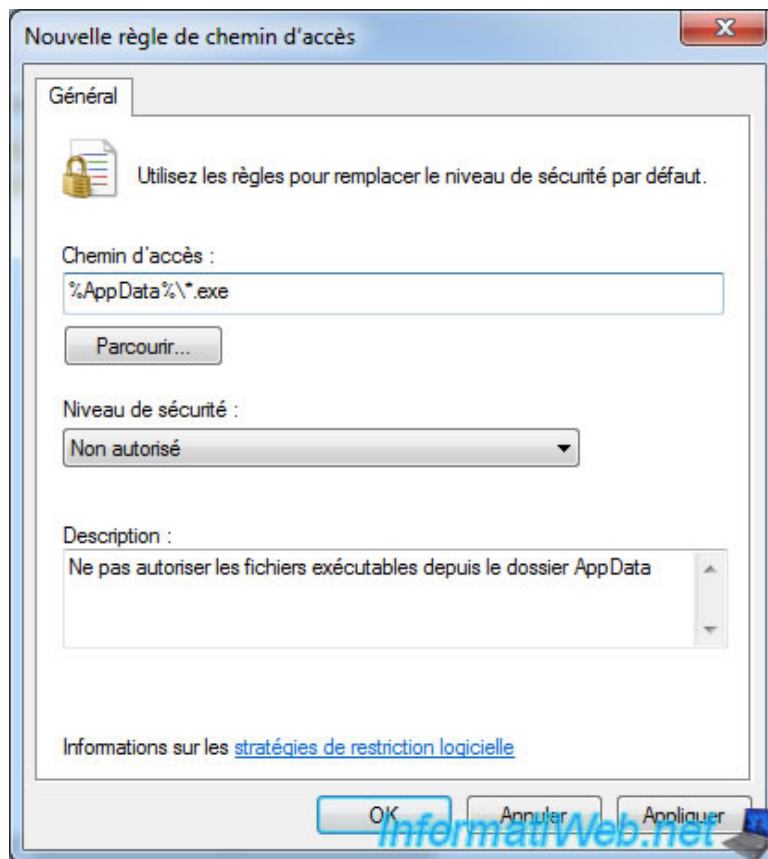 Nouvelle règle de chemin d'accès
Général
Utilisez les règles pour remplacer le niveau de sécurité par défaut.
Chemin d'accès :
%AppData%\*.exe
Parcourir...
Niveau de sécurité :
Non autorisé
Description :
Ne pas autoriser les fichiers exécutables depuis le dossier AppData
Informations sur les stratégies de restriction logicielle
OK Annuler Appliquer
InformatiWeb.net